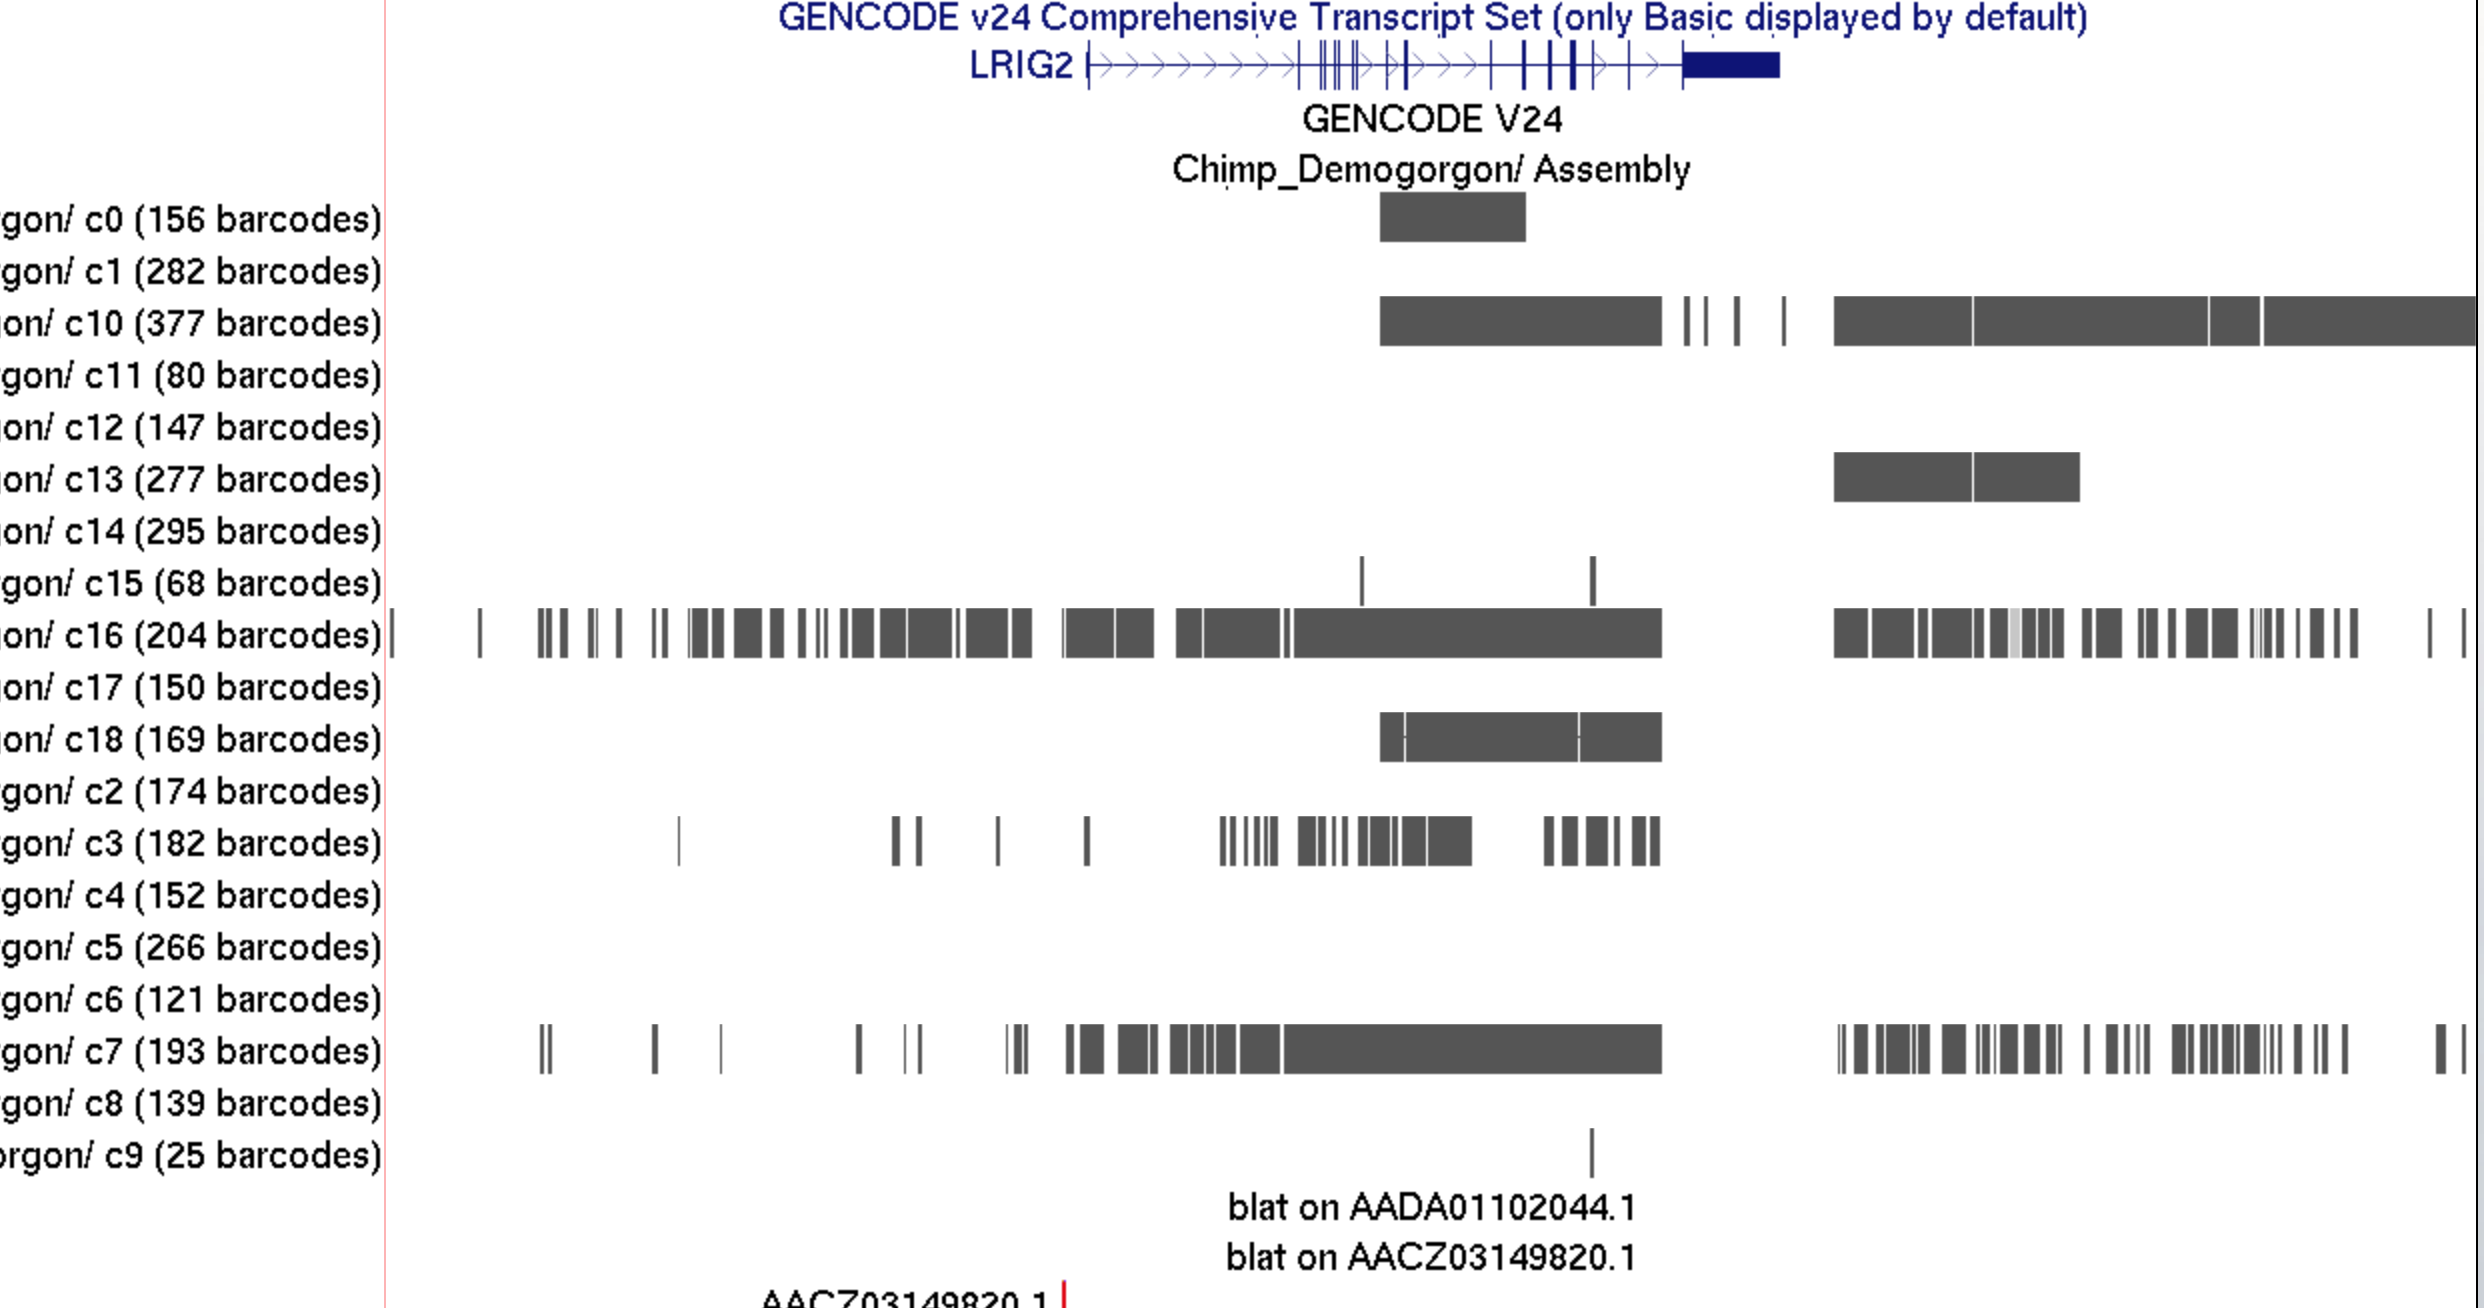 GENCODE v24 Comprehensive Transcript Set (only Basic displayed by default)
LRIG2
GENCODE V24
Chimp_Demogorgon/ Assembly
gon/ c0 (156 barcodes)
gon/ c1 (282 barcodes)
on/ c10 (377 barcodes)
gon/ c11 (80 barcodes)
on/ c12 (147 barcodes)
on/ c13 (277 barcodes)
on/ c14 (295 barcodes)
gon/ c15 (68 barcodes)
on/ c16 (204 barcodes)
on/ c17 (150 barcodes)
on/ c18 (169 barcodes)
gon/ c2 (174 barcodes)
gon/ c3 (182 barcodes)
gon/ c4 (152 barcodes)
gon/ c5 (266 barcodes)
gon/ c6 (121 barcodes)
gon/ c7 (193 barcodes)
gon/ c8 (139 barcodes)
orgon/ c9 (25 barcodes)
blat on AADA01102044.1
blat on AACZ03149820.1
AACZ03149820.1